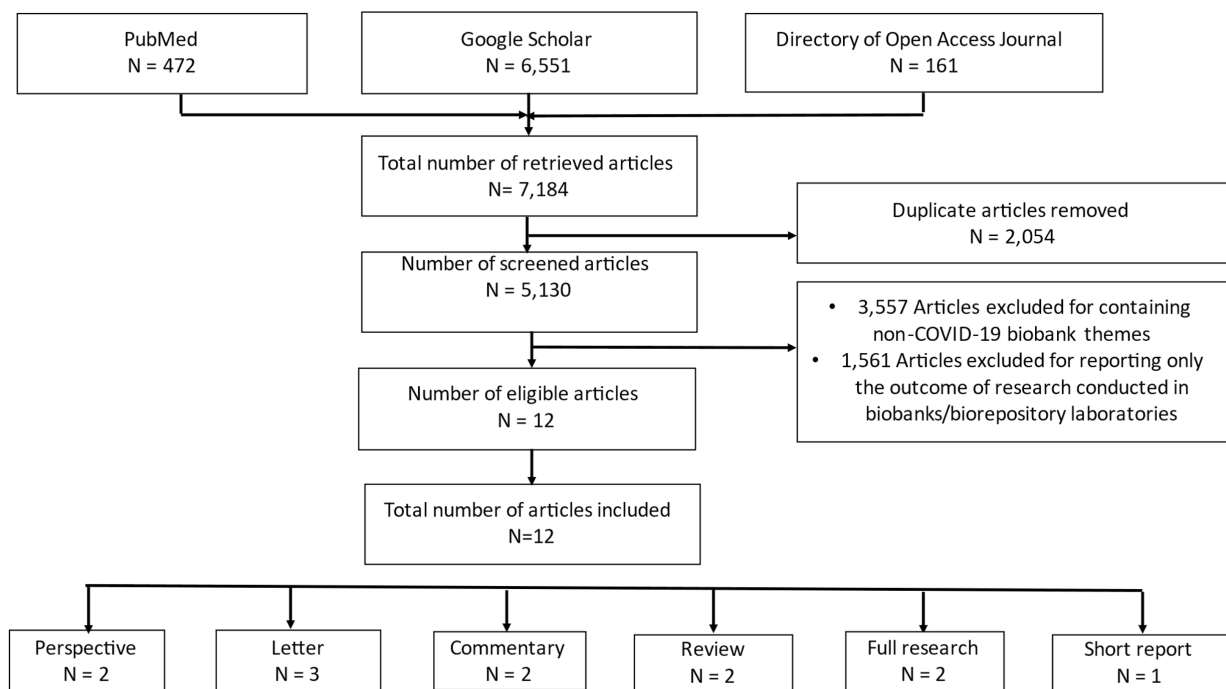 PubMed
N = 472
Google Scholar
N = 6,551
Directory of Open Access Journal
N = 161
Total number of retrieved articles
N= 7,184
Duplicate articles removed
N = 2,054
Number of screened articles
N = 5,130
• 3,557 Articles excluded for containing
non-COVID-19 biobank themes
• 1,561 Articles excluded for reporting only
the outcome of research conducted in
biobanks/biorepository laboratories
Number of eligible articles
N = 12
Total number of articles included
N=12
Perspective
N = 2
Letter
N = 3
Commentary
N = 2
Review
N = 2
Full research
N = 2
Short report
N = 1